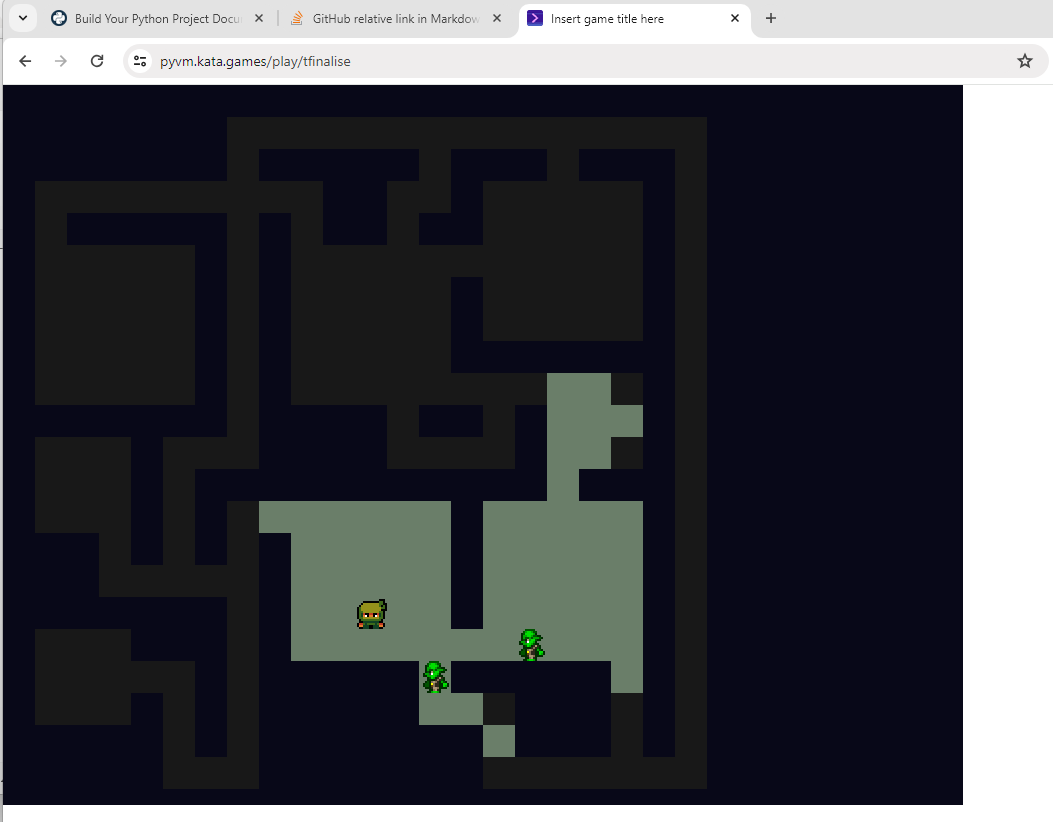 Build Your Python Project Docu
GitHub relative link in Markdow
Insert game title here
pyvm.kata.games/play/tfinalise